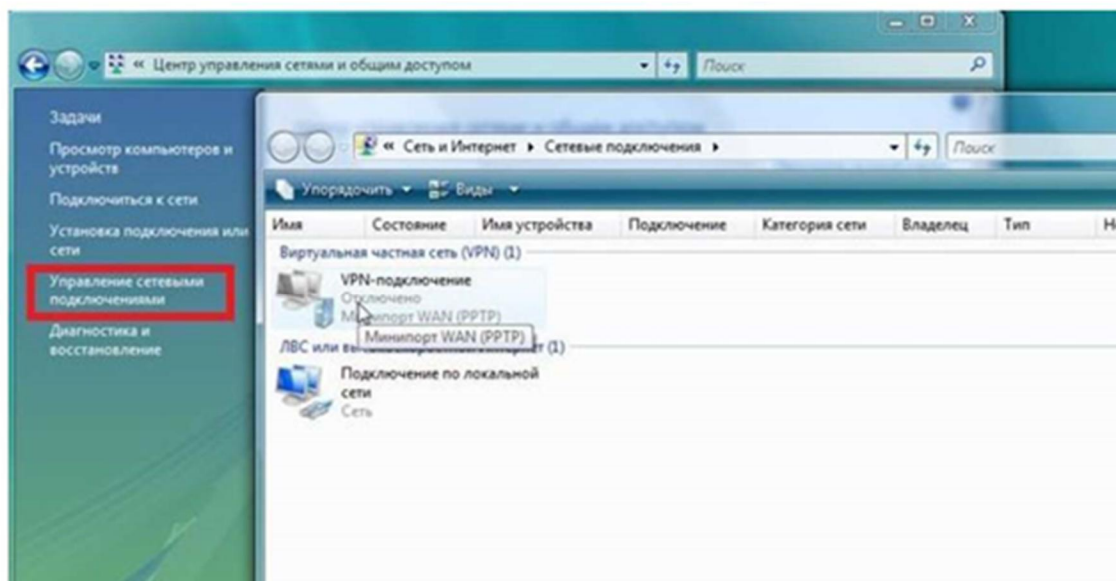 « Центр управления сетями и общим доступом
Поиск
Задачи
Просмотр компьютеров и
устройств
Подключиться к сети
Установка подключения или
сети
Управление сетевыми
подключениями
Диагностика и
восстановление
« Сеть и Интернет ▸ Сетевые подключения ▸
Поиск
Упорядочить Виды
Имя Состояние Имя устройства Подключение Категория сети Владелец Тип
Виртуальная частная сеть (VPN) (1)
VPN-подключение
Отключено
Минипорт WAN (PPTP)
Минипорт WAN (PPTP)
ЛВС или (1)
Подключение по локальной
сети
Сеть